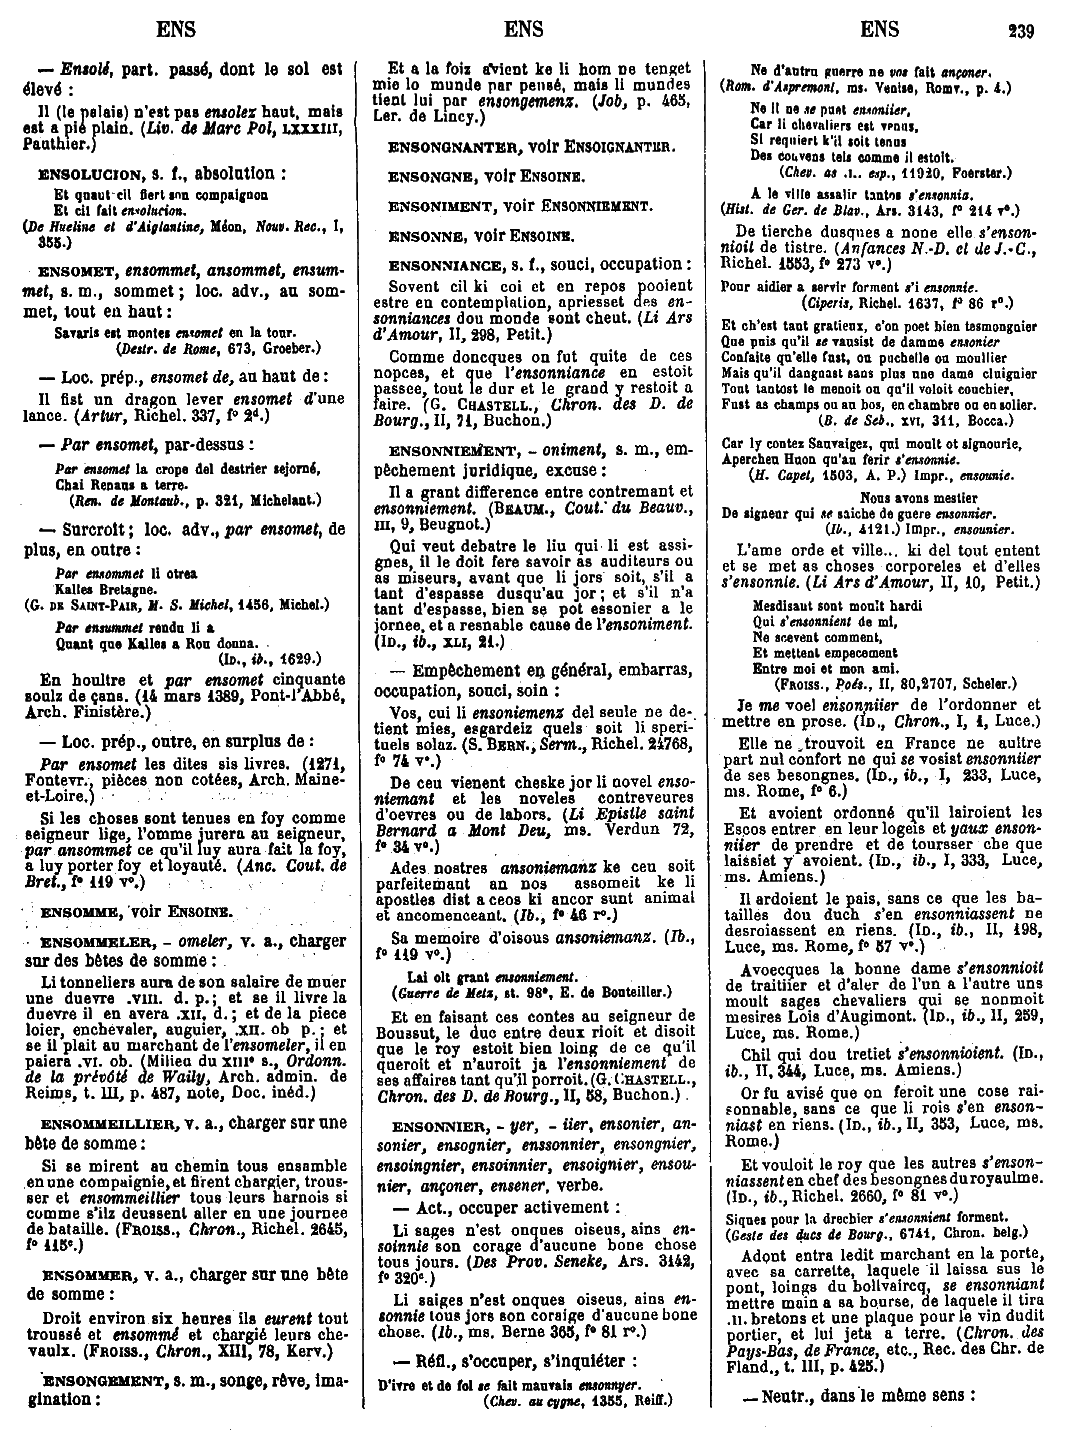 ENS
ENS
ENS
239
— Ensolé, part. passé, dont le sol est
élevé :
Il (le palais) n'est pas ensolez haut, mais
est a pié plain. (Liv. de Marc Pol, LXXXIII,
Pauthier.)
ENSOLUCION, s. f., absolution :
Et quant cil fiert son compaignon
Et cil fait ensolucion.
(De Hueline et d'Aiglantine, Méon, Nouv. Rec., I,
355.)
ENSOMET, ensommet, ansommet, ensum-
met, s. m., sommet ; loc. adv., au som-
met, tout en haut :
Savaris est montes ensomet en la tour.
(Destr. de Rome, 673, Groeber.)
— Loc. prép., ensomet de, au haut de :
Il fist un dragon lever ensomet d'une
lance. (Artur, Richel. 337, f° 2d.)
— Par ensomet, par-dessus :
Par ensomet la crope del destrier sejorné,
Chai Renaus a terre.
(Ren. de Montaub., p. 321, Michelant.)
— Surcroît ; loc. adv., par ensomet, de
plus, en outre :
Par ensommet li otrea
Kalles Bretagne.
(G. DE SAINT-PAIR, M. S. Michel, 1456, Michel.)
Par ensummet rendu li a
Quant que Kalles a Rou donna.
(ID., ib., 1629.)
En houltre et par ensomet cinquante
soulz de çans. (14 mars 1389, Pont-l'Abbé,
Arch. Finistère.)
— Loc. prép., outre, en surplus de :
Par ensomet les dites sis livres. (1271,
Fontevr., pièces non cotées, Arch. Maine-
et-Loire.)
Si les choses sont tenues en foy comme
seigneur lige, l'omme jurera au seigneur,
par ansommet ce qu'il luy aura fait la foy,
a luy porter foy et loyauté. (Anc. Cout. de
Bret., f° 119 v°.)
ENSOMME, voir ENSOINE.
ENSOMMELER, - omeler, v. a., charger
sur des bêtes de somme :
Li tonneliers aura de son salaire de muer
une duevre .VIII. d. p. ; et se il livre la
duevre il en avera .XII. d. ; et de la piece
loier, enchevaler, auguier, .XII. ob p. ; et
se il plait au marchant de l'ensomeler, il en
paiera .VI. ob. (Milieu du XIIIe s., Ordonn.
de la prévôté de Waily, Arch. admin. de
Reims, t. III, p. 487, note, Doc. inéd.)
ENSOMMEILLIER, v. a., charger sur une
bête de somme :
Si se mirent au chemin tous ensamble
en une compaignie, et firent chargier, trous-
ser et ensommeillier tous leurs harnois si
comme s'ilz deussent aller en une journee
de bataille. (FROISS., Chron., Richel. 2645,
f° 115c.)
ENSOMMER, v. a., charger sur une bête
de somme :
Droit environ six heures ils eurent tout
troussé et ensommé et chargié leurs che-
vaulx. (FROISS., Chron., XIII, 78, Kerv.)
ENSONGEMENT, s. m., songe, rêve, ima-
gination :
Et a la foiz avient ke li hom ne tenget
mie lo munde par pensé, mais li mundes
tient lui par ensongemenz. (Job, p. 465,
Ler. de Lincy.)
ENSONGNANTER, voir ENSOIGNANTER.
ENSONGNE, voir ENSOINE.
ENSONIMENT, voir ENSONNIEMENT.
ENSONNE, voir ENSOINE.
ENSONNIANCE, s. f., souci, occupation :
Sovent cil ki coi et en repos pooient
estre en contemplation, apriesset des en-
sonniances dou monde sont cheut. (Li Ars
d'Amour, II, 298, Petit.)
Comme doncques on fut quite de ces
nopces, et que l'ensonniance en estoit
passee, tout le dur et le grand y restoit a
faire. (G. CHASTELL., Chron. des D. de
Bourg., II, 71, Buchon.)
ENSONNIEMENT, - oniment, s. m., em-
pêchement juridique, excuse :
Il a grant difference entre contremant et
ensonniement. (BEAUM., Cout. du Beauv.,
III, 9, Beugnot.)
Qui veut debatre le liu qui li est assi-
gnes, il le doit fere savoir as auditeurs ou
as miseurs, avant que li jors soit, s'il a
tant d'espasse dusqu'au jor ; et s'il n'a
tant d'espasse, bien se pot essonier a le
jornee, et a resnable cause de l'ensoniment.
(ID., ib., XLI, 21.)
— Empêchement en général, embarras,
occupation, souci, soin :
Vos, cui li ensoniemenz del seule ne de-
tient mies, esgardeiz quels soit li speri-
tuels solaz. (S. BERN., Serm., Richel. 24768,
f° 74 v°.)
De ceu vienent cheske jor li novel enso-
niemant et les noveles contreveures
d'oevres ou de labors. (Li Epistle saint
Bernard a Mont Deu, ms. Verdun 72,
f° 34 v°.)
Ades nostres ansoniemanz ke ceu soit
parfeitemant an nos assomeit ke li
apostles dist a ceos ki ancor sunt animal
et ancomenceant. (Ib., f° 46 r°.)
Sa memoire d'oisous ansoniemanz. (Ib.,
f° 119 v°.)
Lai oit grant ensonniement.
(Guerre de Metz, st. 98e, E. de Bouteiller.)
Et en faisant ces contes au seigneur de
Boussut, le duc entre deux rioit et disoit
que le roy estoit bien loing de ce qu'il
queroit et n'auroit ja l'ensonniement de
ses affaires tant qu'il porroit. (G. CHASTELL.,
Chron. des D. de Bourg., II, 58, Buchon.)
ENSONNIER, - yer, - iier, ensonier, an-
sonier, ensognier, enssonnier, ensongnier,
ensoingnier, ensoinnier, ensoignier, ensou-
nier, ançoner, ensener, verbe.
— Act., occuper activement :
Li sages n'est onques oiseus, ains en-
soinnie son corage d'aucune bone chose
tous jours. (Des Prov. Seneke, Ars. 3142,
f° 320c.)
Li saiges n'est onques oiseus, ains en-
sonnie tous jors son coraige d'aucune bone
chose. (Ib., ms. Berne 365, f° 81 r°.)
— Réfl., s'occuper, s'inquiéter :
D'ivre et de fol se fait mauvais ensonnyer.
(Chev. au cygne, 1355, Reiff.)
Ne d'autru guerre ne vos fait ançoner.
(Rom. d'Aspremont, ms. Venise, Romv., p. 4.)
Ne li ne se puet ensoniier,
Car li chevaliers est venus,
Si requiert k'il soit tenus
Des couvens tels comme il estoit.
(Chev. as .II. esp., 11920, Foerster.)
A le ville assalir tantos s'ensonnia.
(Hist. de Ger. de Blav., Ars. 3143, f° 214 v°.)
De tierche dusques a none elle s'enson-
nioit de tistre. (Anfances N.-D. et de J.-C.,
Richel. 1553, f° 273 v°.)
Pour aidier a servir forment s'i ensonnie.
(Ciperis, Richel. 1637, f° 86 r°.)
Et ch'est tant gratieux, c'on poet bien tesmongnier
Que puis qu'il se vausist de damme ensonier
Confaite qu'elle fust, ou puchelle ou moullier
Mais qu'il dangnast sans plus une dame cluignier
Tout tantost le menoit ou qu'il voloit couchier,
Fust as champs ou au bos, en chambre ou en solier.
(B. de Seb., XVI, 311, Bocca.)
Car ly contez Sauvaigez, qui moult ot signourie,
Apercheu Huon qu'au ferir s'ensonnie.
(H. Capet, 1503, A. P.) Impr., ensounie.
Nous avons mestier
De signeur qui se saiche de guere ensonnier.
(Ib., 4121.) Impr., ensounier.
L'ame orde et ville... ki del tout entent
et se met as choses corporeles et d'elles
s'ensonnie. (Li Ars d'Amour, II, 10, Petit.)
Mesdisaut sont moult hardi
Qui s'ensonnient de mi,
Ne scevent comment,
Et mettent empecement
Entre moi et mon ami.
(FROISS., Poés., II, 80,2707, Scheler.)
Je me voel ensonniier de l'ordonner et
mettre en prose. (ID., Chron., I, 1, Luce.)
Elle ne trouvoit en France ne aultre
part nul confort ne qui se vosist ensonniier
de ses besongnes. (ID., ib., I, 233, Luce,
ms. Rome, f° 6.)
Et avoient ordonné qu'il lairoient les
Escos entrer en leur logeis et yaux enson-
niier de prendre et de tourser che que
laissiet y avoient. (ID., ib., I, 333, Luce,
ms. Amiens.)
Il ardoient le pais, sans ce que les ba-
tailles dou duch s'en ensonniassent ne
desroiassent en riens. (ID., ib., II, 198,
Luce, ms. Rome, f° 57 v°.)
Avoecques la bonne dame s'ensonnioit
de traitiier et d'aler de l'un a l'autre uns
moult sages chevaliers qui se nonmoit
mesires Lois d'Augimont. (ID., ib., II, 259,
Luce, ms. Rome.)
Chil qui dou tretiet s'ensonnioient. (ID.,
ib., II, 344, Luce, ms. Amiens.)
Or fu avisé que on feroit une cose rai-
sonnable, sans ce que li rois s'en enson-
niast en riens. (ID., ib., II, 353, Luce, ms.
Rome.)
Et vouloit le roy que les autres s'enson-
niassent en chef des besongnes du royaulme.
(ID., ib., Richel. 2660, f° 81 v°.)
Signes pour la drechier s'ensonnient forment.
(Geste des ducs de Bourg., 6741, Chron. belg.)
Adont entra ledit marchant en la porte,
avec sa carrette, laquele il laissa sus le
pont, loings du bollvaircq, se ensonniant
mettre main a sa bourse, de laquele il tira
.II. bretons et une plaque pour le vin dudit
portier, et lui jeta a terre. (Chron. des
Pays-Bas, de France, etc., Rec. des Chr. de
Fland., t. III, p. 425.)
— Neutr., dans le même sens :